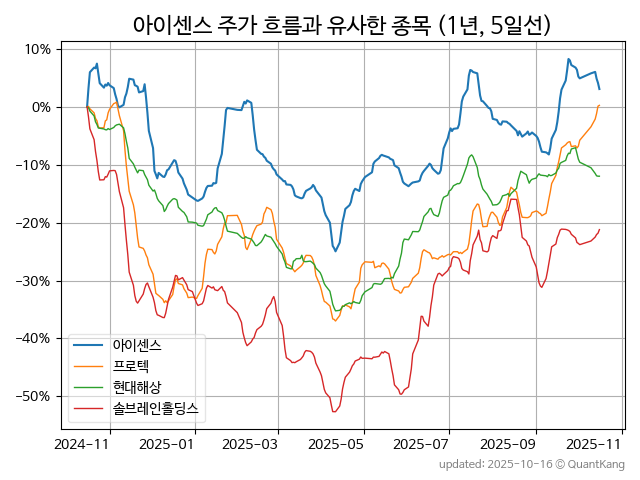 아이센스 주가 흐름과 유사한 종목 (1년, 5일선)
10%
0%
−10%
−20%
−30%
−40%
−50%
아이센스
프로텍
현대해상
솔브레인홀딩스
2024-11 2025-01 2025-03 2025-05 2025-07 2025-09 2025-11
updated: 2025-10-16 © QuantKang